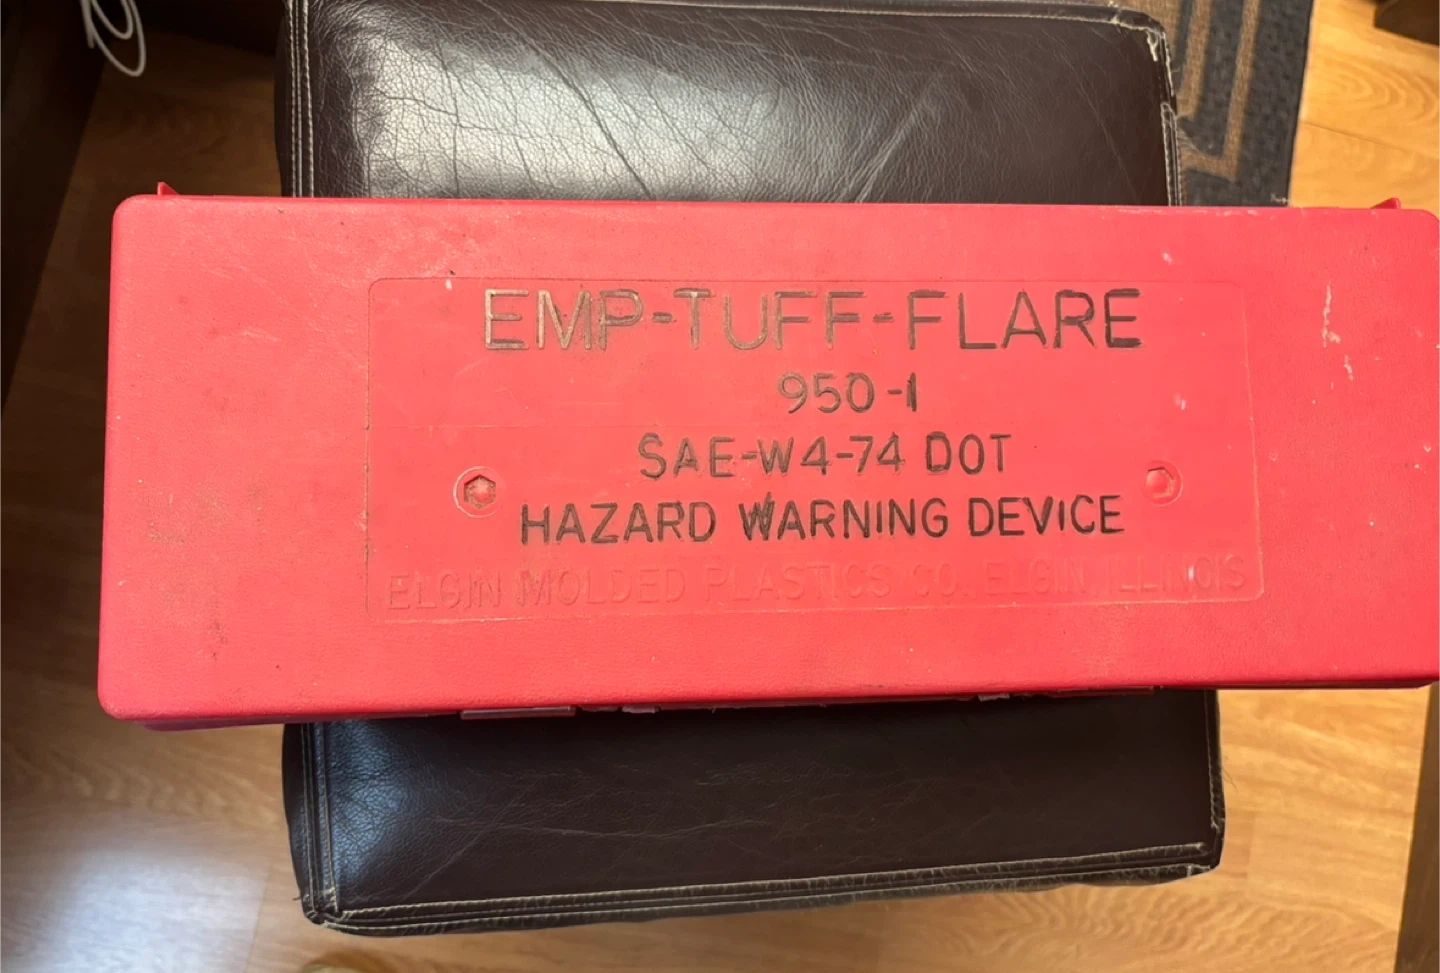 EMP-TUFF-FLARE
950-1
SAE-W4-74 DOT
HAZARD WARNING DEVICE
ELGIN MOLDED PLASTICS CO. ELGIN, ILLINOIS